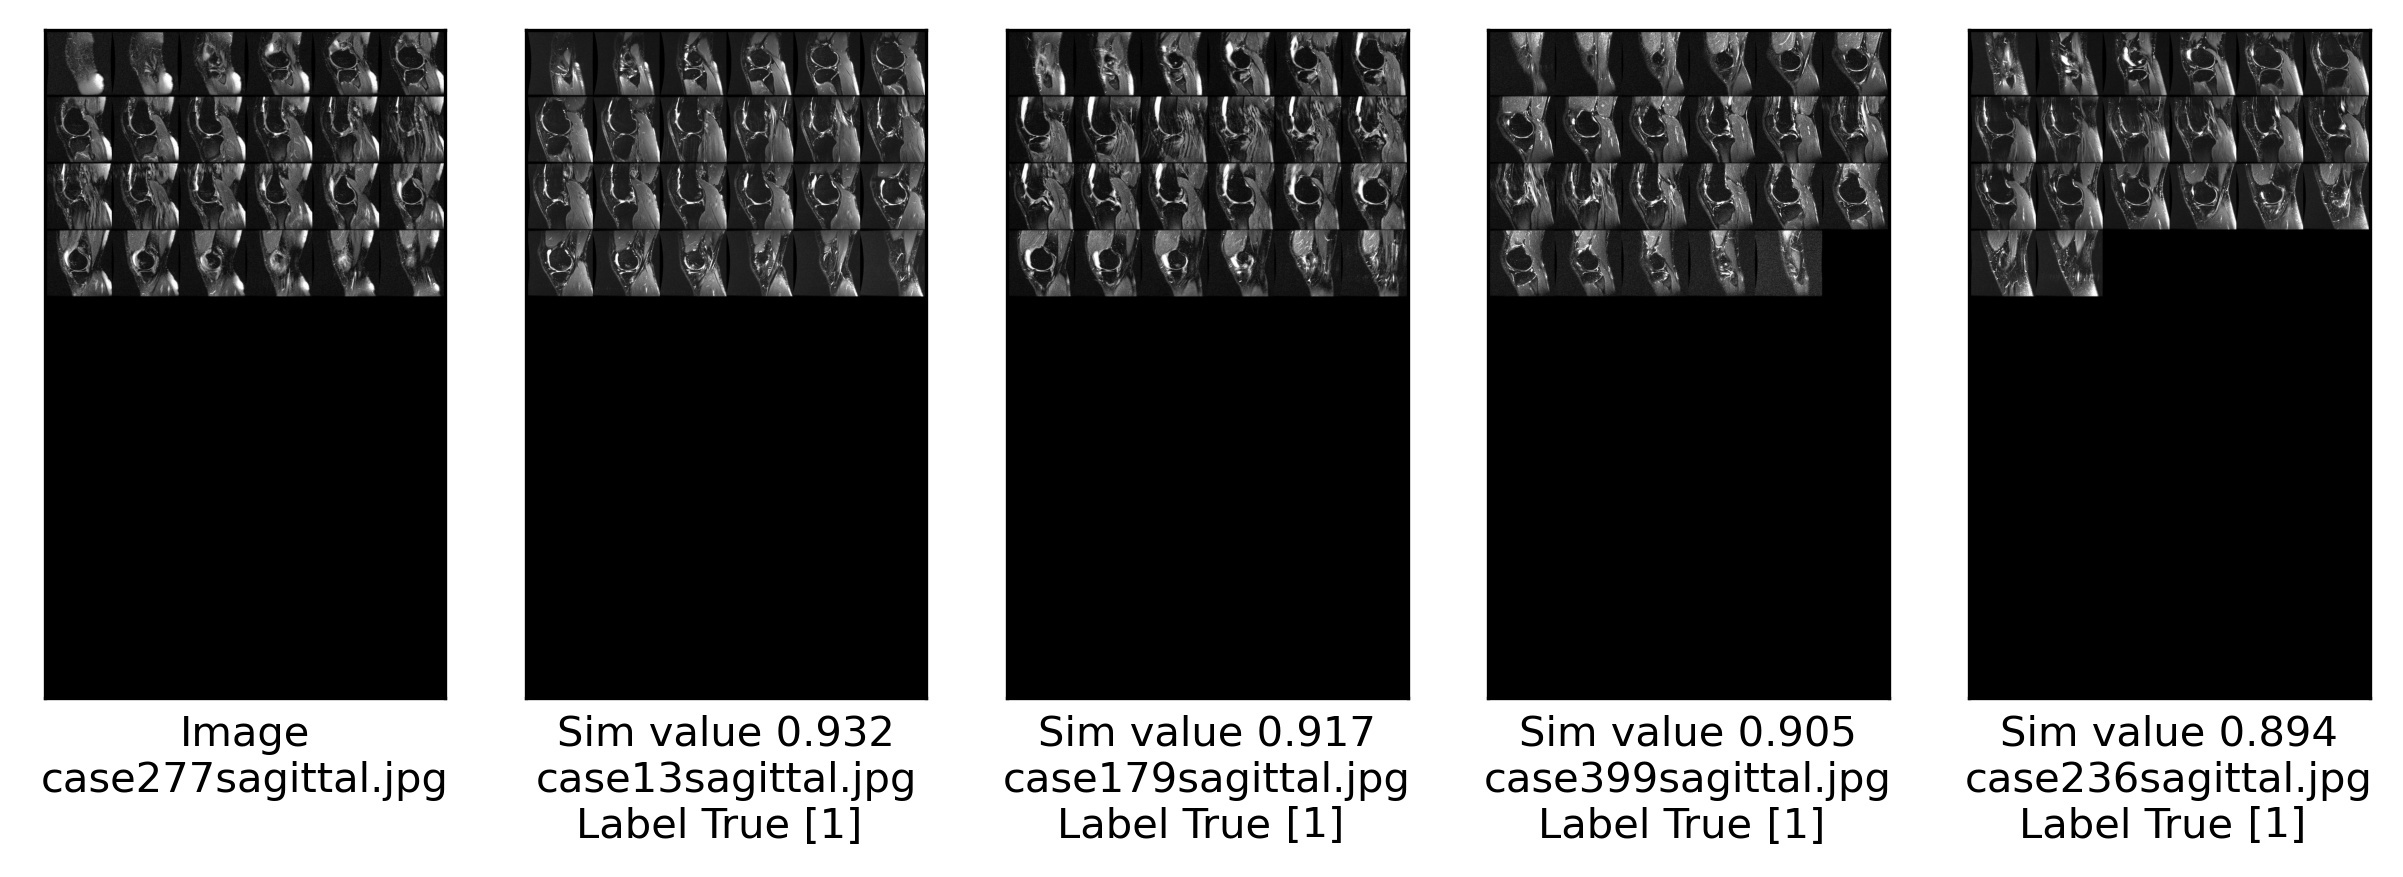 Image
case277sagittal.jpg
Sim value 0.932
case13sagittal.jpg
Label True [1]
Sim value 0.917
case179sagittal.jpg
Label True [1]
Sim value 0.905
case399sagittal.jpg
Label True [1]
Sim value 0.894
case236sagittal.jpg
Label True [1]